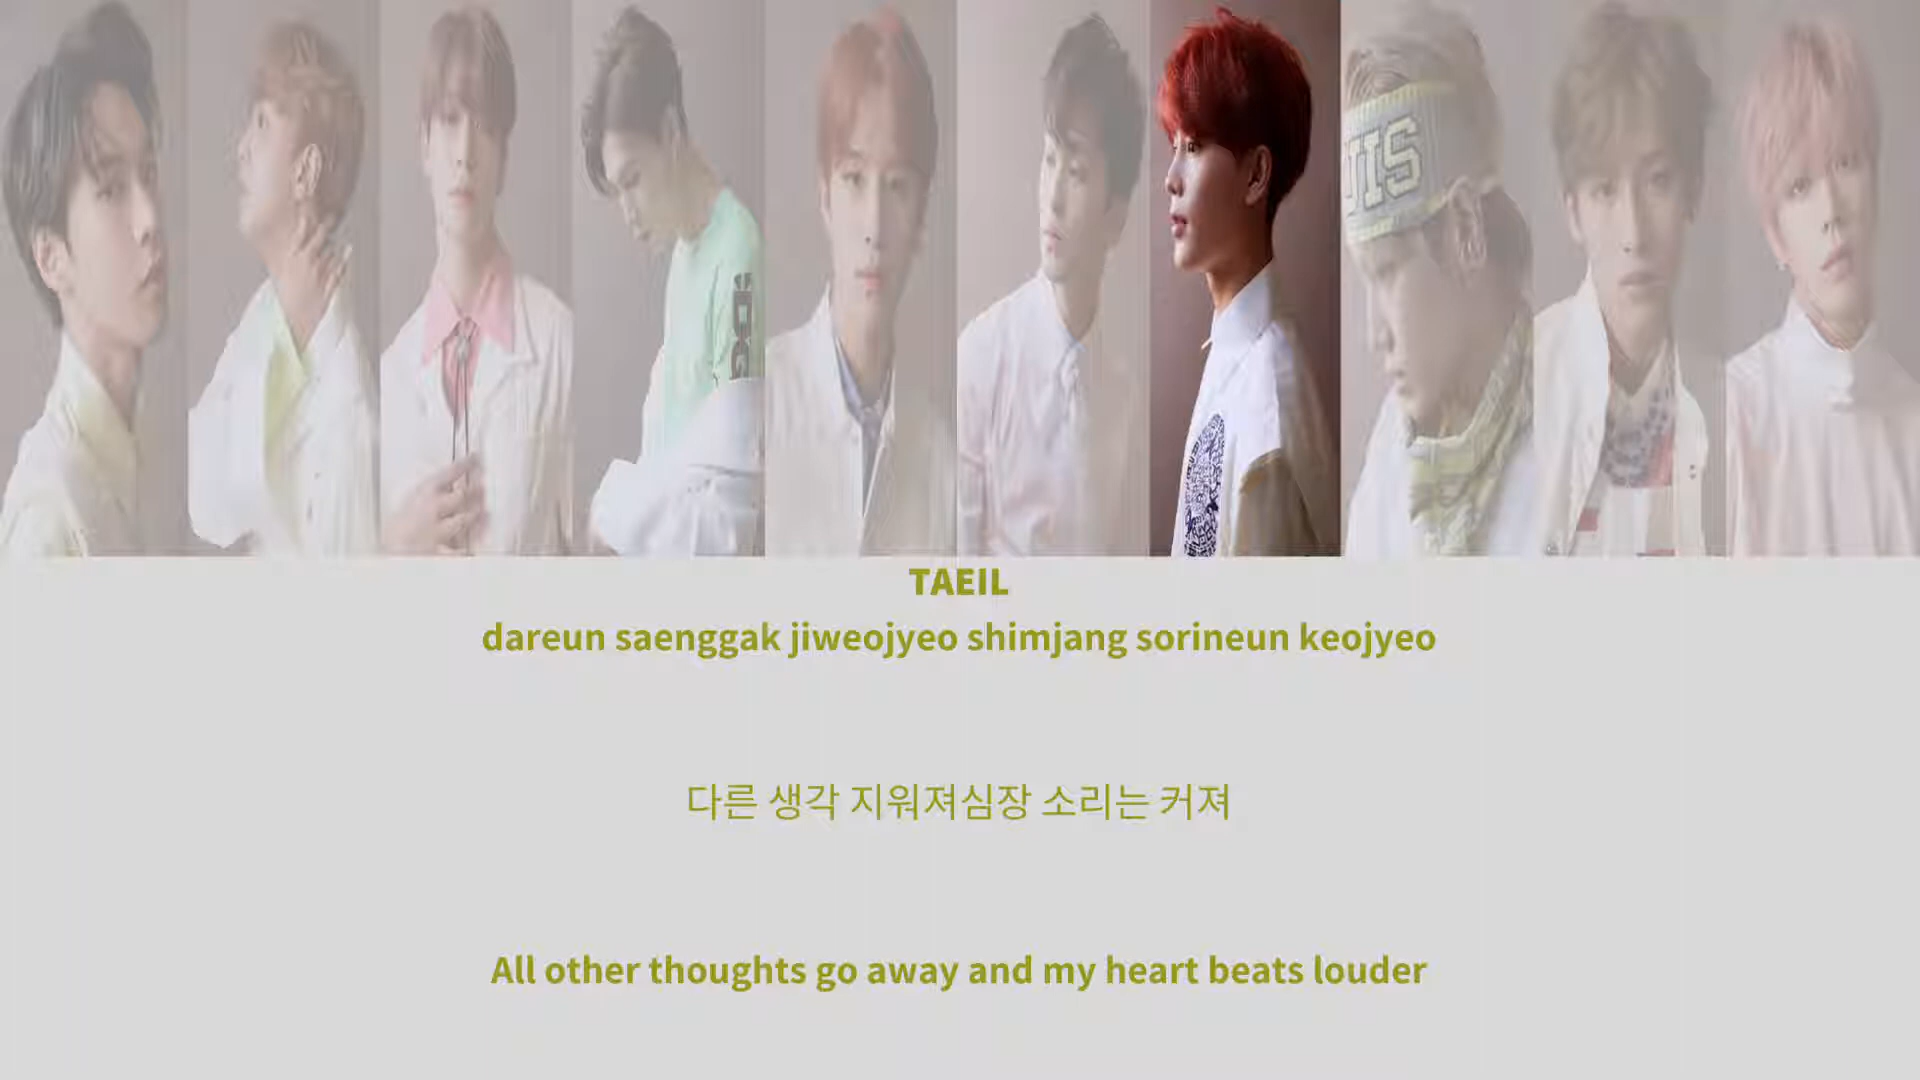 UIS
TAEIL
dareun saenggak jiweojyeo shimjang sorineun keojyeo
다른 생각 지워져심장 소리는 커져
All other thoughts go away and my heart beats louder